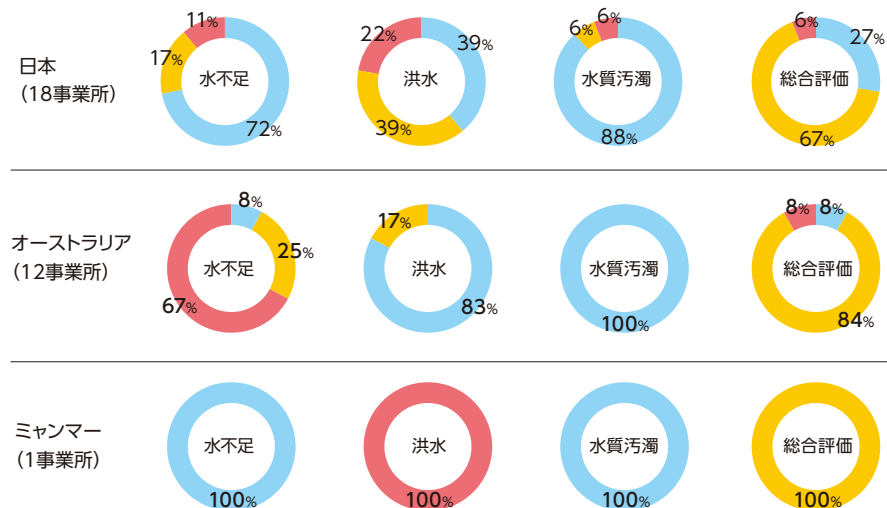 日本
(18事業所)
11%
17%
水不足
72%
22%
39%
洪水
39%
6%
6%
水質汚濁
88%
6%
27%
総合評価
67%
オーストラリア
(12事業所)
8%
25%
水不足
67%
17%
洪水
83%
水質汚濁
100%
8%
8%
総合評価
84%
ミャンマー
(1事業所)
水不足
100%
洪水
100%
水質汚濁
100%
総合評価
100%